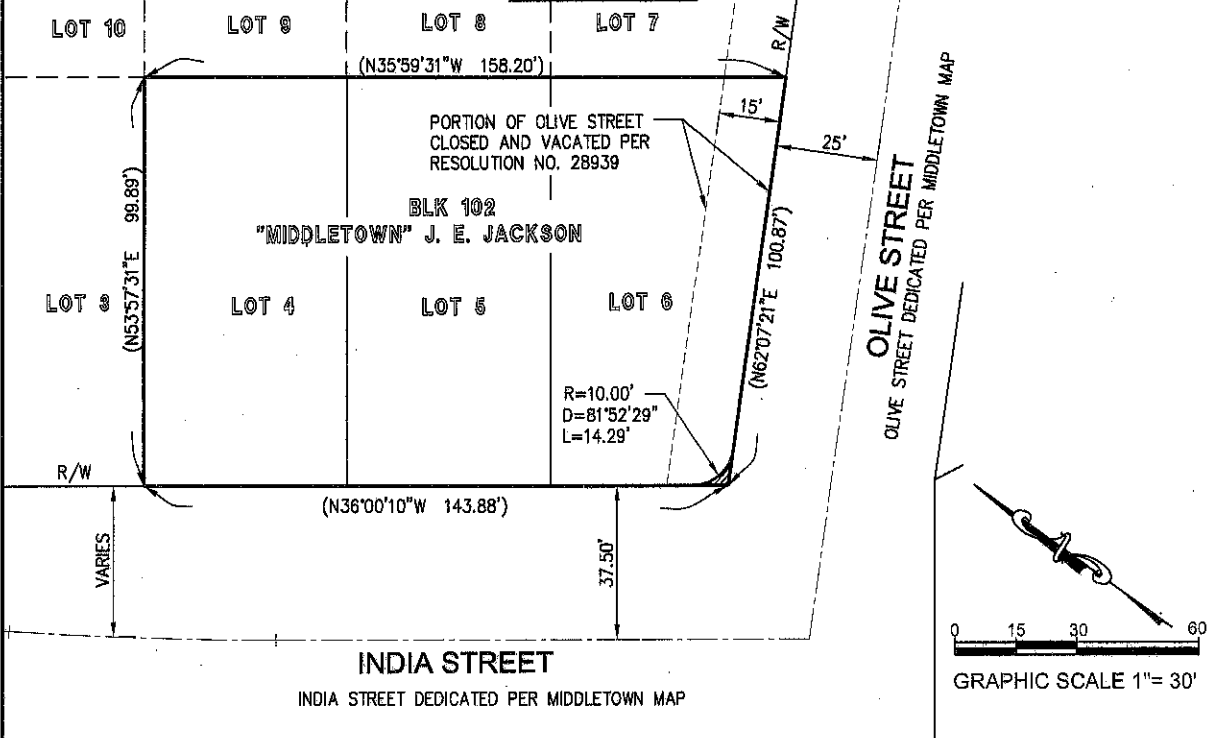 LOT 10
LOT 9
LOT 8
LOT 7
R/W
(N35°59'31"W 158.20')
15'
25'
PORTION OF OLIVE STREET
CLOSED AND VACATED PER
RESOLUTION NO. 28939
(N53°57'31"E 99.89')
BLK 102
"MIDDLETOWN" J. E. JACKSON
(N62°07'21"E 100.87')
OLIVE STREET
OLIVE STREET DEDICATED PER MIDDLETOWN MAP
LOT 3
LOT 4
LOT 5
LOT 6
R=10.00'
D=81°52'29"
L=14.29'
R/W
(N36°00'10"W 143.88')
VARIES
37.50'
INDIA STREET
INDIA STREET DEDICATED PER MIDDLETOWN MAP
0 15 30 60
GRAPHIC SCALE 1"= 30'